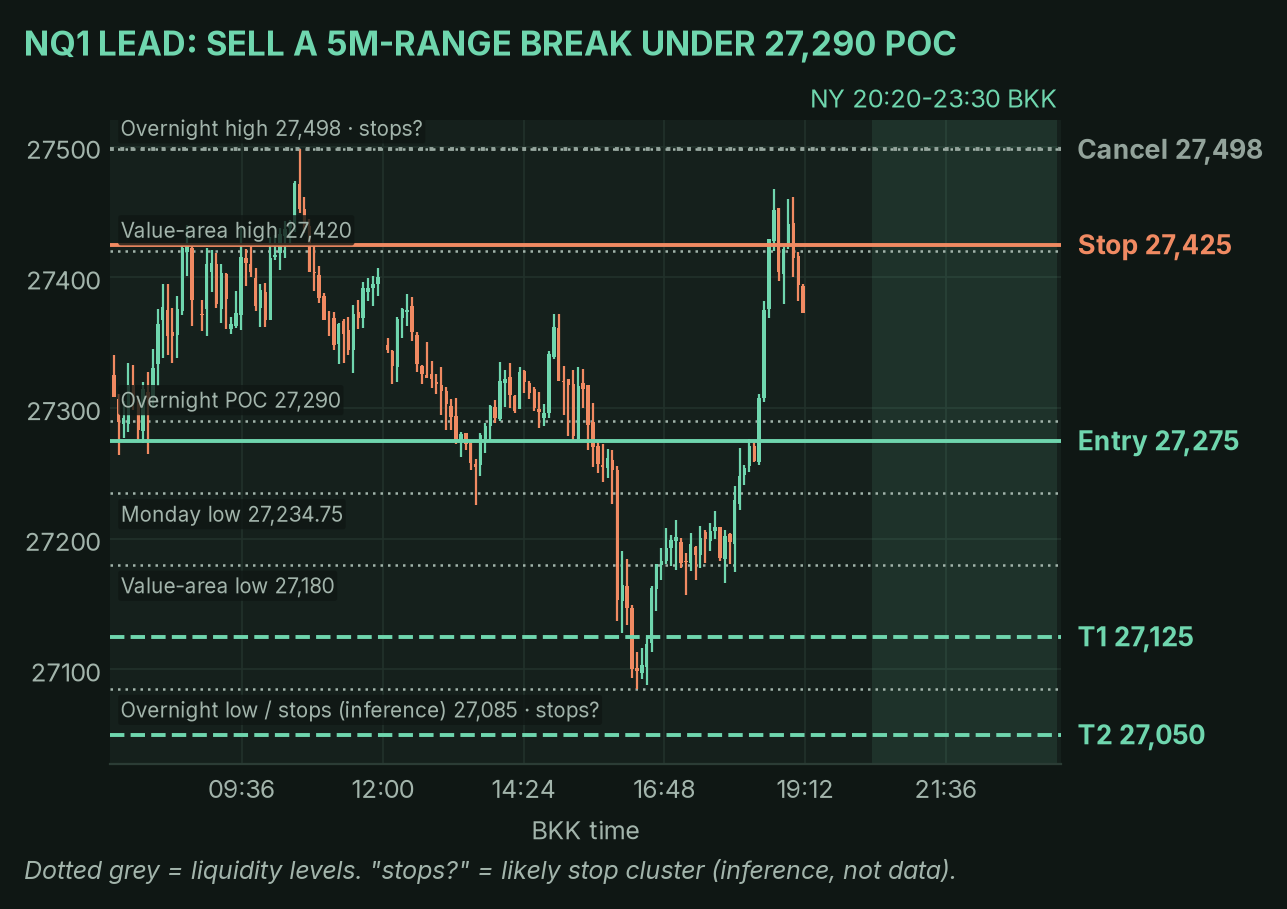 NQ1 LEAD: SELL A 5M-RANGE BREAK UNDER 27,290 POC
NY 20:20-23:30 BKK
Overnight high 27,498 · stops?
27500
Cancel 27,498
Value-area high 27,420
Stop 27,425
27400
Overnight POC 27,290
27300
Entry 27,275
Monday low 27,234.75
27200
Value-area low 27,180
T1 27,125
27100
Overnight low / stops (inference) 27,085 · stops?
T2 27,050
09:36 12:00 14:24 16:48 19:12 21:36
BKK time
Dotted grey = liquidity levels. "stops?" = likely stop cluster (inference, not data).